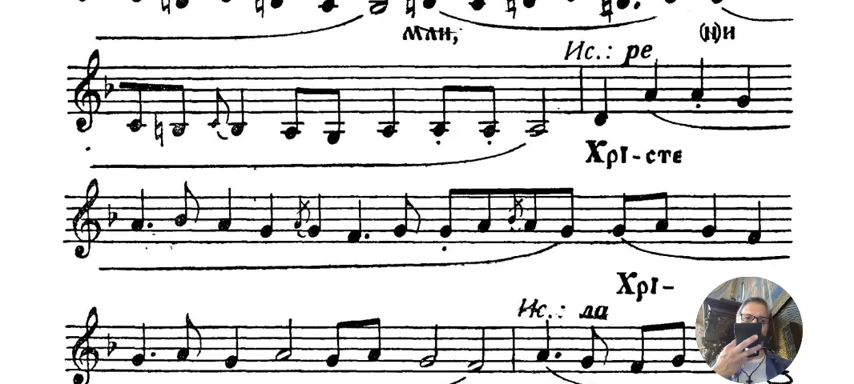 мли, (н)и
Ис.: ре
Хрі-сте
Хрі-
Ис.: ла